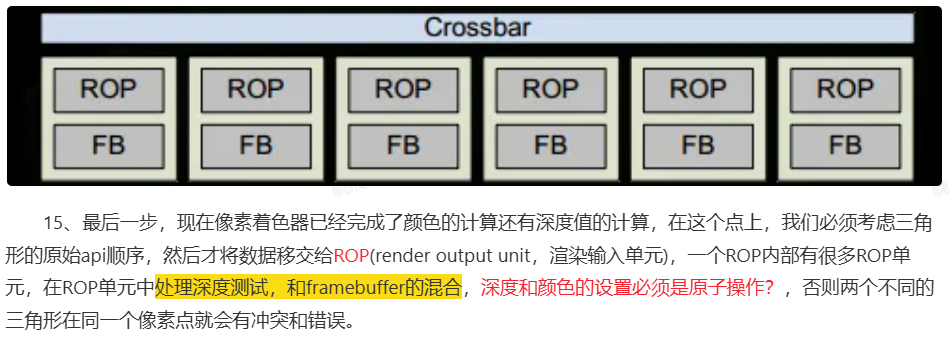 Crossbar
ROP ROP ROP ROP ROP ROP
FB FB FB FB FB FB
15、最后一步，现在像素着色器已经完成了颜色的计算还有深度值的计算，在这个点上，我们必须考虑三角
形的原始api顺序，然后才将数据移交给ROP(render output unit，渲染输入单元)，一个ROP内部有很多ROP单
元，在ROP单元中处理深度测试，和framebuffer的混合，深度和颜色的设置必须是原子操作？，否则两个不同的
三角形在同一个像素点就会有冲突和错误。